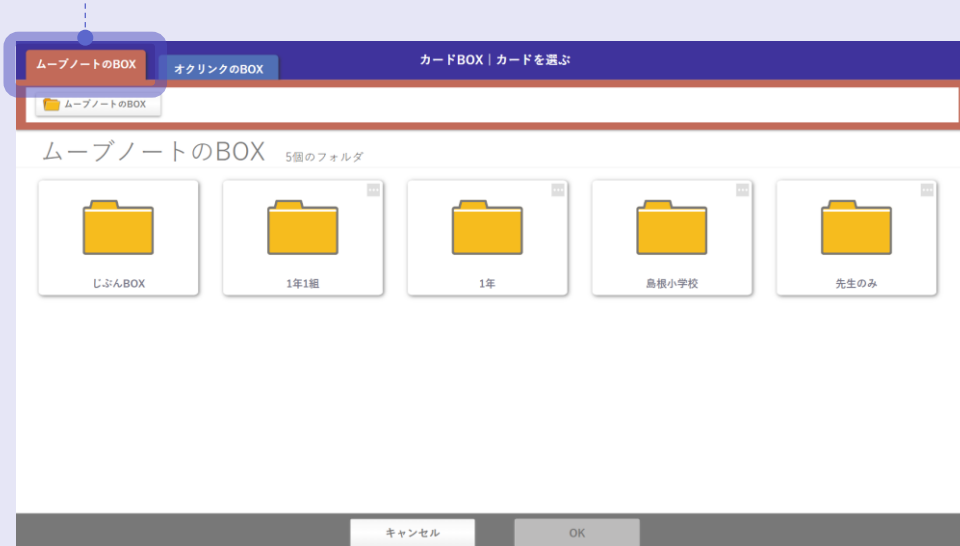 ムーブノートのBOX
オクリンクのBOX
カードBOX｜カードを選ぶ
ムーブノートのBOX
ムーブノートのBOX 5個のフォルダ
じぶんBOX
1年1組
1年
島根小学校
先生のみ
キャンセル
OK